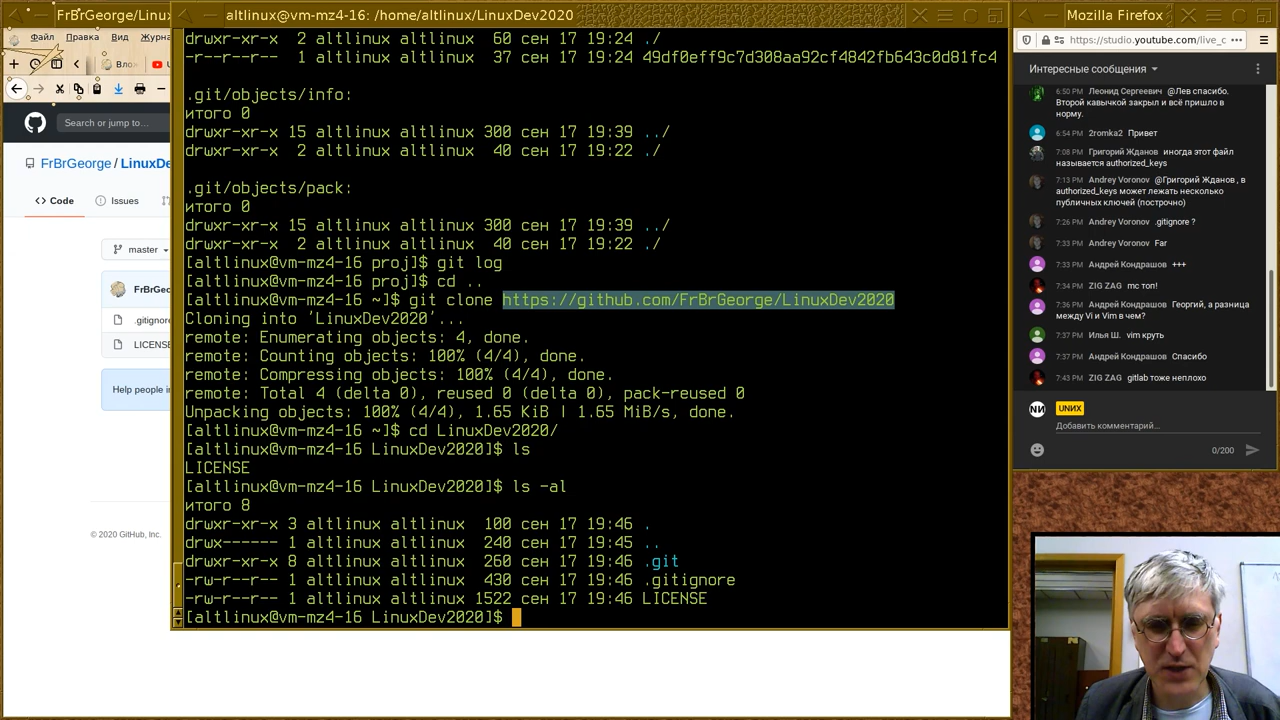 FrBrGeorge/Linu
altlinux@vm-mz4-16: /home/altlinux/LinuxDev2020
Mozilla Firefox
Файл Правка Вид Журна
Search or jump to…
FrBrGeorge / LinuxDe
Code Issues
master
FrBrGeo
.gitignore
LICENSE
Help people in
© 2020 GitHub, Inc.
drwxr-xr-x 2 altlinux altlinux 60 сен 17 19:24 ./
-r--r--r-- 1 altlinux altlinux 37 сен 17 19:24 49df0eff9c7d308aa92cf4842fb643c0d81fc4
.git/objects/info:
итого 0
drwxr-xr-x 15 altlinux altlinux 300 сен 17 19:39 ../
drwxr-xr-x 2 altlinux altlinux 40 сен 17 19:22 ./
.git/objects/pack:
итого 0
drwxr-xr-x 15 altlinux altlinux 300 сен 17 19:39 ../
drwxr-xr-x 2 altlinux altlinux 40 сен 17 19:22 ./
[altlinux@vm-mz4-16 proj]$ git log
[altlinux@vm-mz4-16 proj]$ cd ..
[altlinux@vm-mz4-16 ~]$ git clone https://github.com/FrBrGeorge/LinuxDev2020
Cloning into 'LinuxDev2020'...
remote: Enumerating objects: 4, done.
remote: Counting objects: 100% (4/4), done.
remote: Compressing objects: 100% (4/4), done.
remote: Total 4 (delta 0), reused 0 (delta 0), pack-reused 0
Unpacking objects: 100% (4/4), 1.65 KiB | 1.65 MiB/s, done.
[altlinux@vm-mz4-16 ~]$ cd LinuxDev2020/
[altlinux@vm-mz4-16 LinuxDev2020]$ ls
LICENSE
[altlinux@vm-mz4-16 LinuxDev2020]$ ls -al
итого 8
drwxr-xr-x 3 altlinux altlinux 100 сен 17 19:46 .
drwx------ 1 altlinux altlinux 240 сен 17 19:45 ..
drwxr-xr-x 8 altlinux altlinux 260 сен 17 19:46 .git
-rw-r--r-- 1 altlinux altlinux 430 сен 17 19:46 .gitignore
-rw-r--r-- 1 altlinux altlinux 1522 сен 17 19:46 LICENSE
[altlinux@vm-mz4-16 LinuxDev2020]$
https://studio.youtube.com/live_c
Интересные сообщения
6:50 PM Леонид Сергеевич @Лев спасибо.
Второй кавычкой закрыл и всё пришло в
норму.
6:54 PM 2romka2 Привет
7:08 PM Григорий Жданов иногда этот файл
называется authorized_keys
7:13 PM Andrey Voronov @Григорий Жданов , в
authorized_keys может лежать несколько
публичных ключей (построчно)
7:26 PM Andrey Voronov .gitignore ?
7:33 PM Andrey Voronov Far
7:33 PM Андрей Кондрашов +++
7:34 PM ZIG ZAG mc топ!
7:36 PM Андрей Кондрашов Георгий, а разница
между Vi и Vim в чем?
7:37 PM Илья Ш. vim круть
7:37 PM Андрей Кондрашов Спасибо
7:43 PM ZIG ZAG gitlab тоже неплохо
UNИX
Добавить комментарий…
0/200